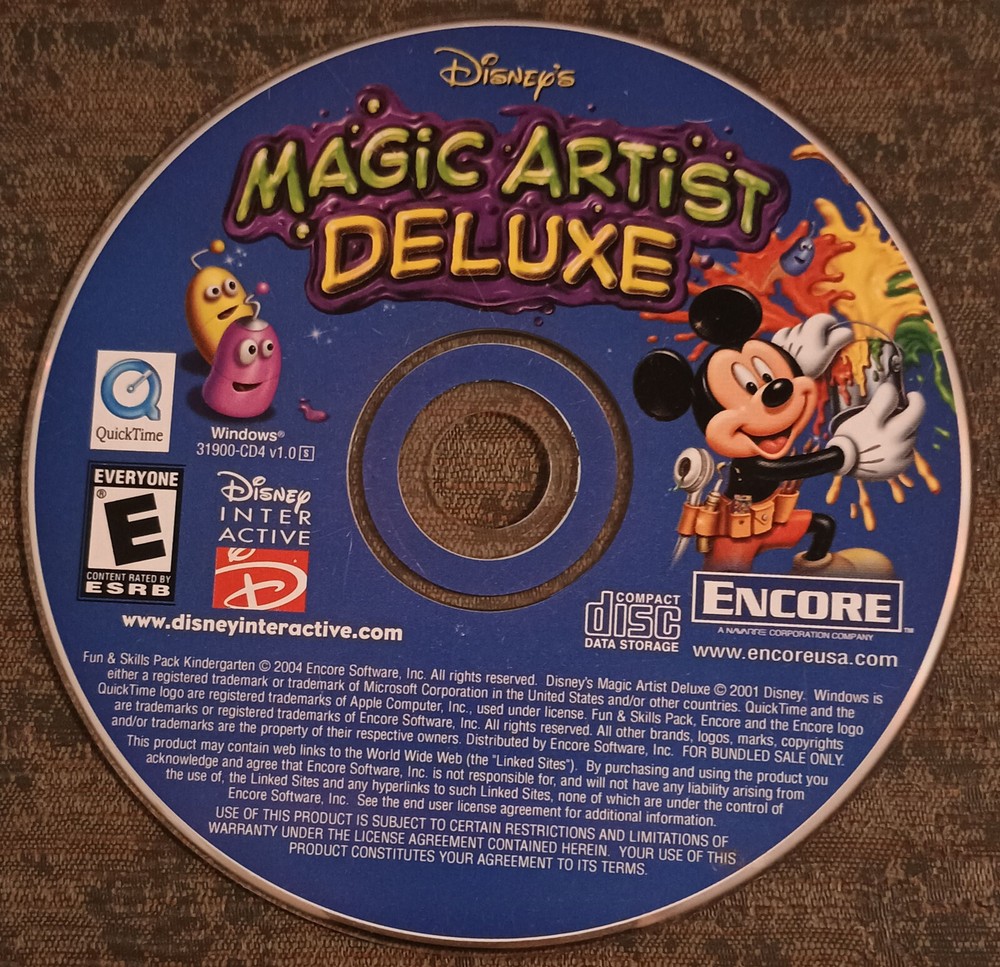 Disney's
MAGiC ARTiST
DELUXE
QuickTime
Windows®
31900-CD4 v1.0 S
EVERYONE
®
E
CONTENT RATED BY
ESRB
Disney
INTER
ACTIVE
D
www.disneyinteractive.com
COMPACT
disc
DATA STORAGE
ENCORE™
A NAVARRE CORPORATION COMPANY
www.encoreusa.com
Fun & Skills Pack Kindergarten © 2004 Encore Software, Inc. All rights reserved. Disney's Magic Artist Deluxe © 2001 Disney. Windows is
either a registered trademark or trademark of Microsoft Corporation in the United States and/or other countries. QuickTime and the
QuickTime logo are registered trademarks of Apple Computer, Inc., used under license. Fun & Skills Pack, Encore and the Encore logo
are trademarks or registered trademarks of Encore Software, Inc. All rights reserved. All other brands, logos, marks, copyrights
and/or trademarks are the property of their respective owners. Distributed by Encore Software, Inc. FOR BUNDLED SALE ONLY.
This product may contain web links to the World Wide Web (the "Linked Sites"). By purchasing and using the product you
acknowledge and agree that Encore Software, Inc. is not responsible for, and will not have any liability arising from
the use of, the Linked Sites and any hyperlinks to such Linked Sites, none of which are under the control of
Encore Software, Inc. See the end user license agreement for additional information.
USE OF THIS PRODUCT IS SUBJECT TO CERTAIN RESTRICTIONS AND LIMITATIONS OF
WARRANTY UNDER THE LICENSE AGREEMENT CONTAINED HEREIN. YOUR USE OF THIS
PRODUCT CONSTITUTES YOUR AGREEMENT TO ITS TERMS.